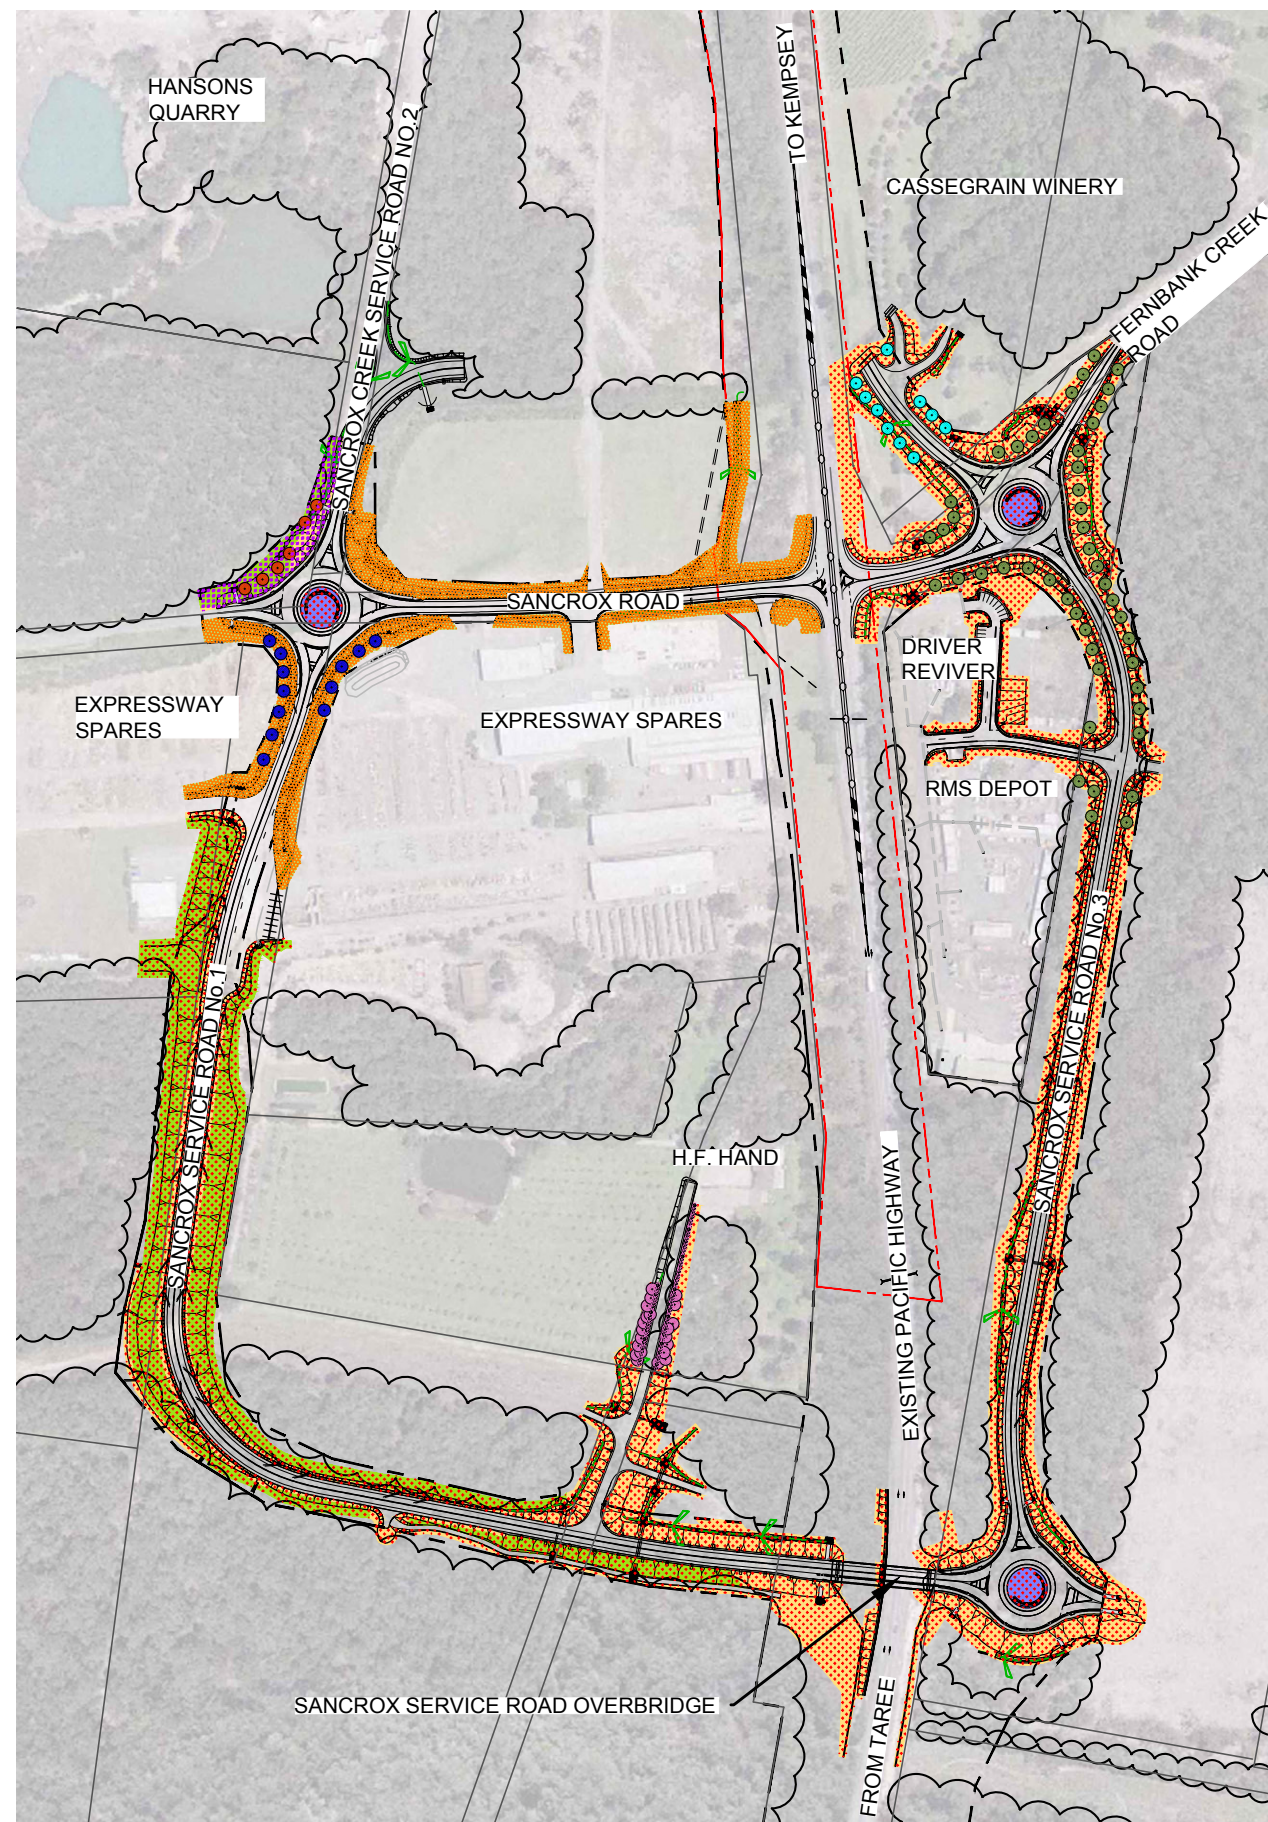 HANSONS
QUARRY
SANCROX CREEK SERVICE ROAD NO.2
TO KEMPSEY
CASSEGRAIN WINERY
FERNBANK CREEK
ROAD
SANCROX ROAD
DRIVER
REVIVER
EXPRESSWAY
SPARES
EXPRESSWAY SPARES
RMS DEPOT
SANCROX SERVICE ROAD No.1
SANCROX SERVICE ROAD No.3
H.F. HAND
EXISTING PACIFIC HIGHWAY
SANCROX SERVICE ROAD OVERBRIDGE
FROM TAREE